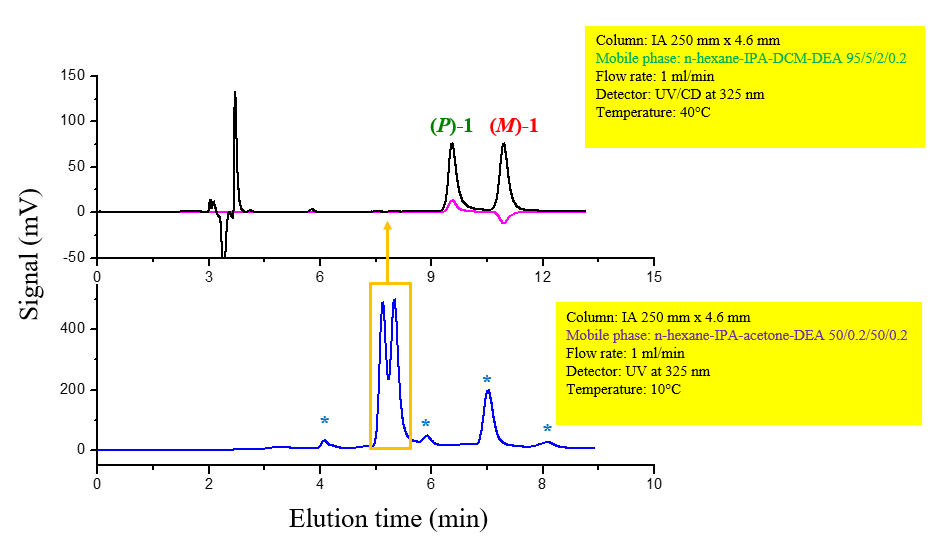 Column: IA 250 mm x 4.6 mm
Mobile phase: n-hexane-IPA-DCM-DEA 95/5/2/0.2
Flow rate: 1 ml/min
Detector: UV/CD at 325 nm
Temperature: 40°C
150
100
50
0
-50
(P)-1 (M)-1
0 3 6 9 12 15
Signal (mV)
400
200
0
* * * *
Column: IA 250 mm x 4.6 mm
Mobile phase: n-hexane-IPA-acetone-DEA 50/0.2/50/0.2
Flow rate: 1 ml/min
Detector: UV at 325 nm
Temperature: 10°C
0 2 4 6 8 10
Elution time (min)